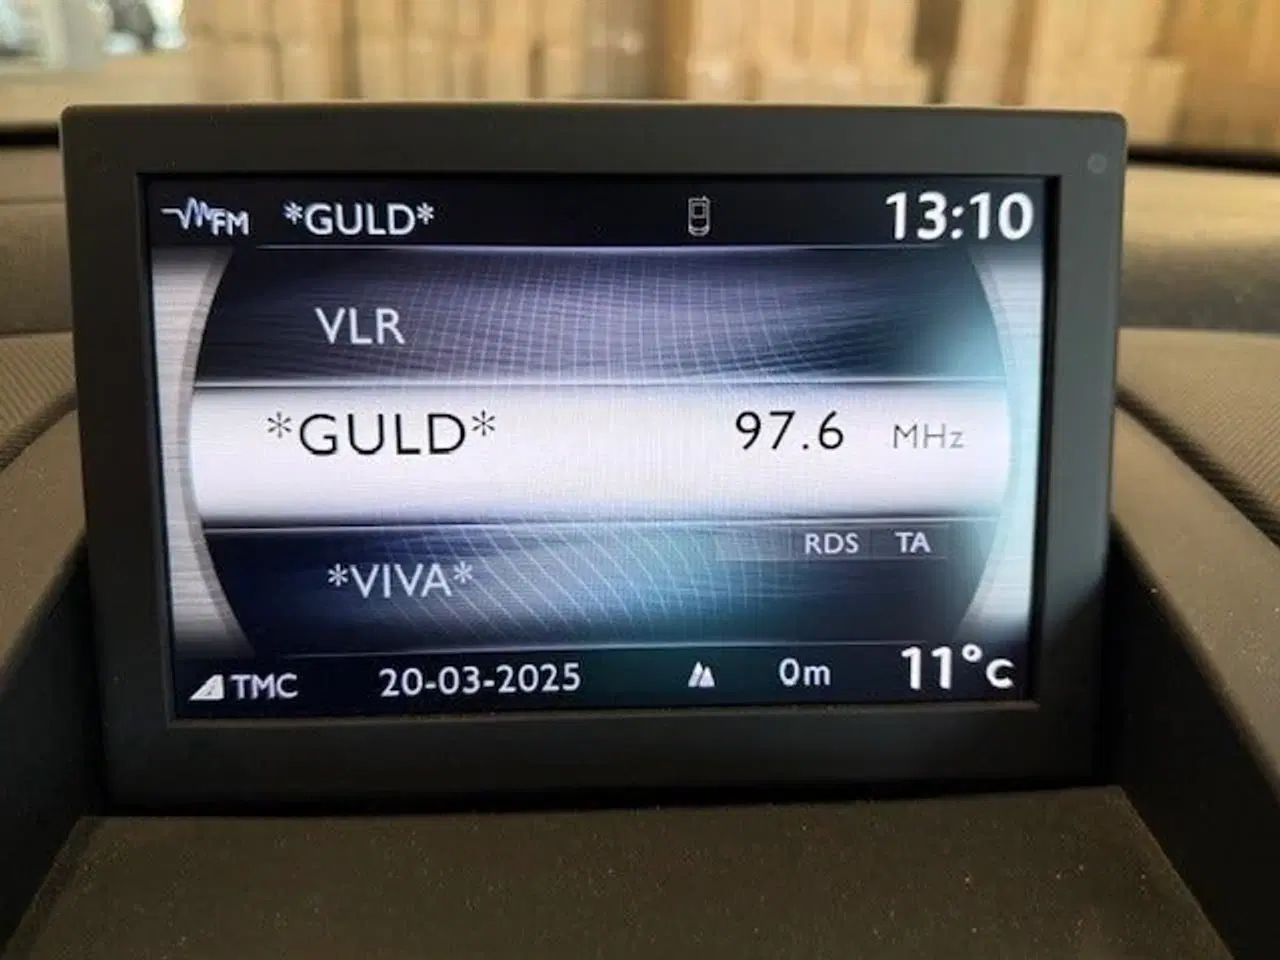 FM *GULD* 13:10
VLR
*GULD* 97.6 MHz
RDS TA
*VIVA*
TMC 20-03-2025 0m 11°c